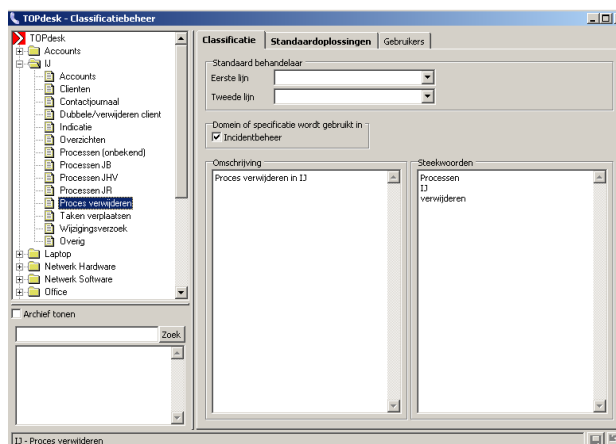 TOPdesk - Classificatiebeheer
TOPdesk
Accounts
IJ
Accounts
Clienten
Contactjournaal
Dubbele/verwijderen client
Indicatie
Overzichten
Processen (onbekend)
Processen JB
Processen JHV
Processen JR
Proces verwijderen
Taken verplaatsen
Wijzigingsverzoek
Overig
Laptop
Netwerk Hardware
Netwerk Software
Office
Archief tonen
Zoek
Classificatie Standaardoplossingen Gebruikers
Standaard behandelaar
Eerste lijn
Tweede lijn
Domein of specificatie wordt gebruikt in
Incidentbeheer
Omschrijving
Proces verwijderen in IJ
Steekwoorden
Processen
IJ
verwijderen
IJ - Proces verwijderen